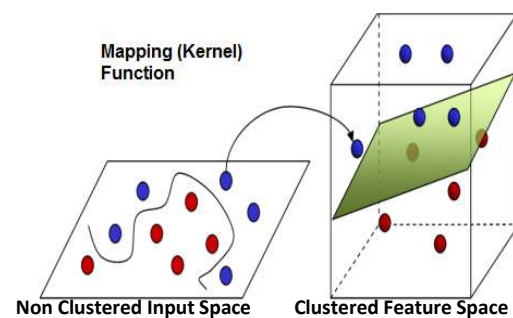 Mapping (Kernel)
Function
Non Clustered Input Space
Clustered Feature Space